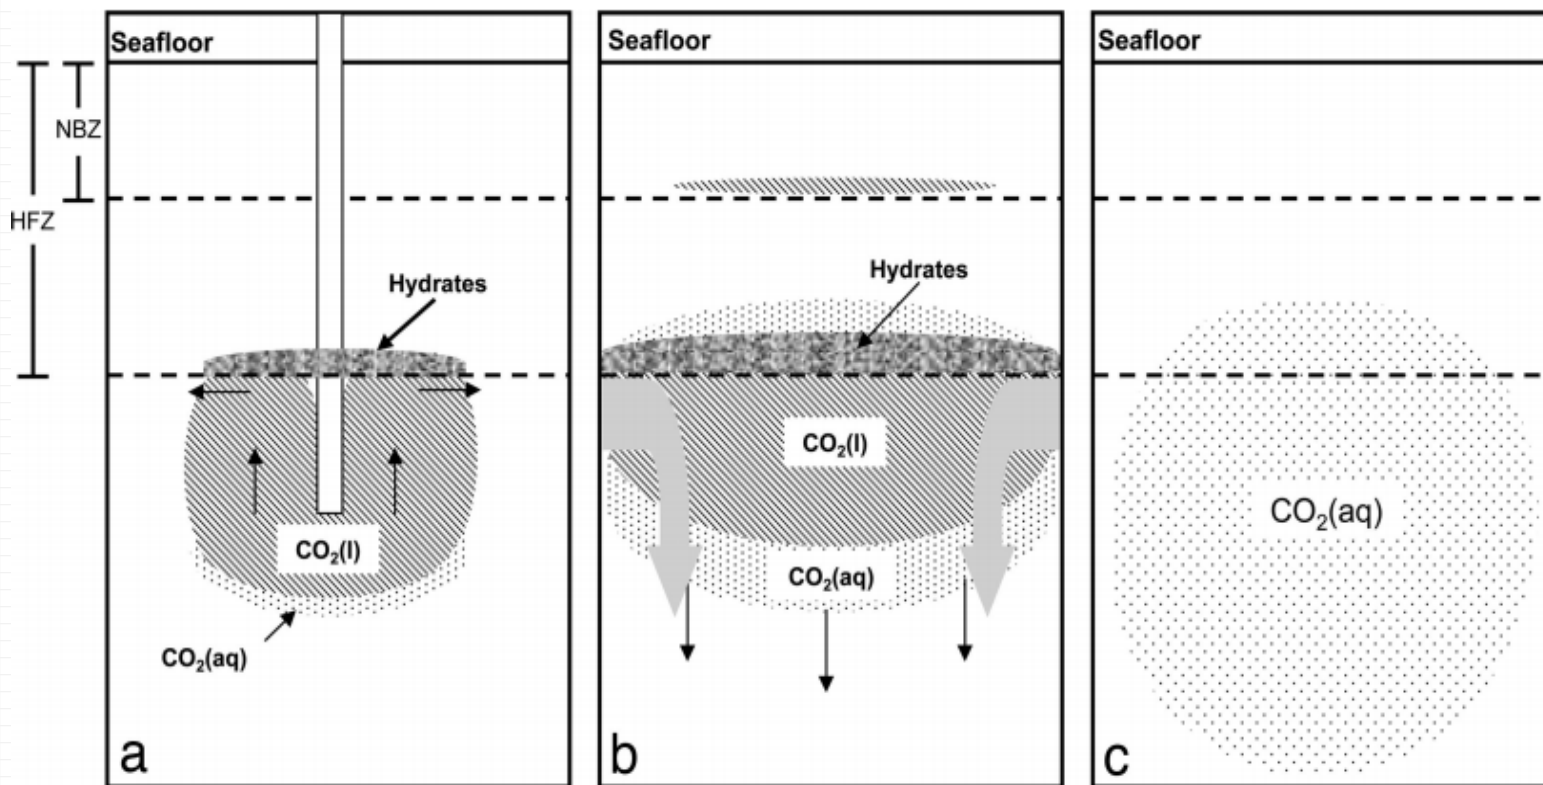 Seafloor
NBZ
HFZ
Hydrates
CO₂(l)
CO₂(aq)
a
Seafloor
Hydrates
CO₂(l)
CO₂(aq)
b
Seafloor
CO₂(aq)
c